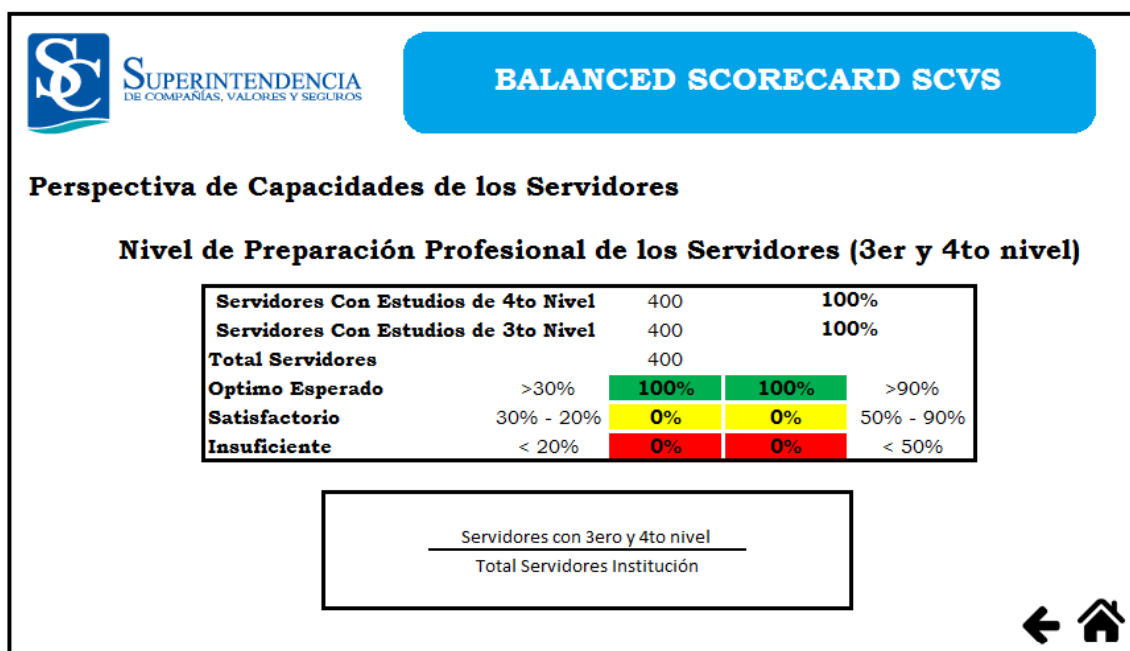 SC
SUPERINTENDENCIA
DE COMPAÑÍAS, VALORES Y SEGUROS
BALANCED SCORECARD SCVS
Perspectiva de Capacidades de los Servidores
Nivel de Preparación Profesional de los Servidores (3er y 4to nivel)
Servidores Con Estudios de 4to Nivel 400 100%
Servidores Con Estudios de 3to Nivel 400 100%
Total Servidores 400
Optimo Esperado >30% 100% 100% >90%
Satisfactorio 30% - 20% 0% 0% 50% - 90%
Insuficiente < 20% 0% 0% < 50%
Servidores con 3ero y 4to nivel
Total Servidores Institución